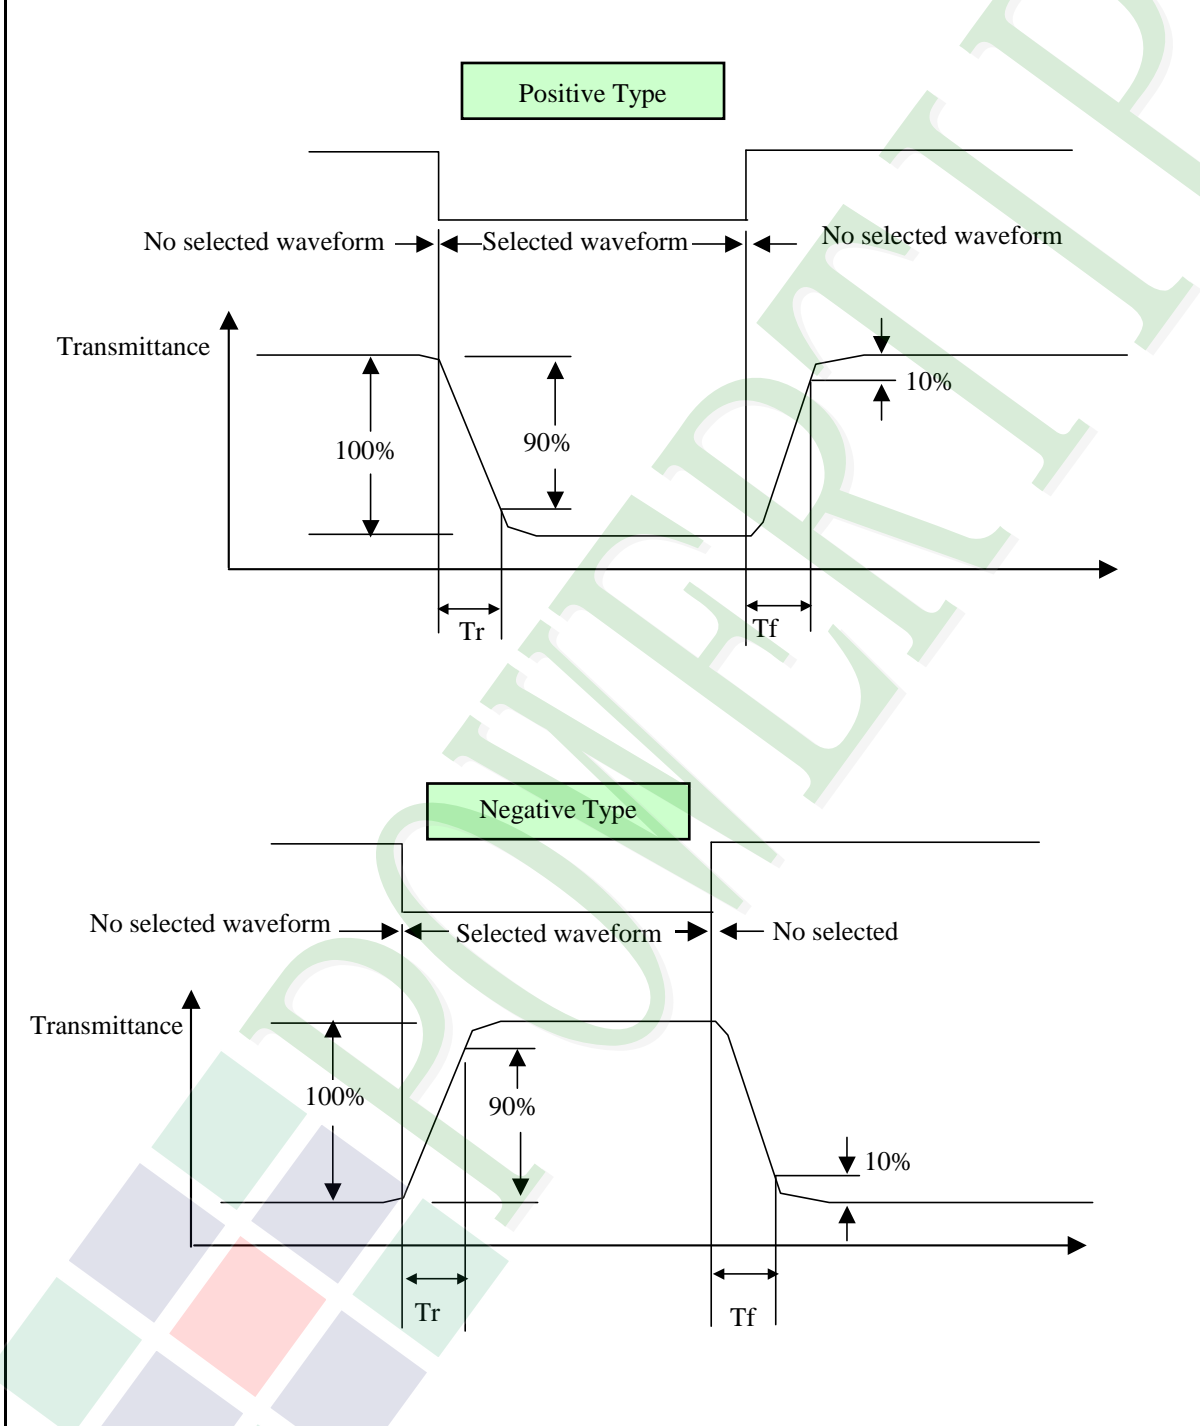 Positive Type
No selected waveform
Selected waveform
No selected waveform
Transmittance
10%
100%
90%
Tr
Tf
Negative Type
No selected waveform
Selected waveform
No selected
Transmittance
100%
90%
10%
Tr
Tf
POWERTIP